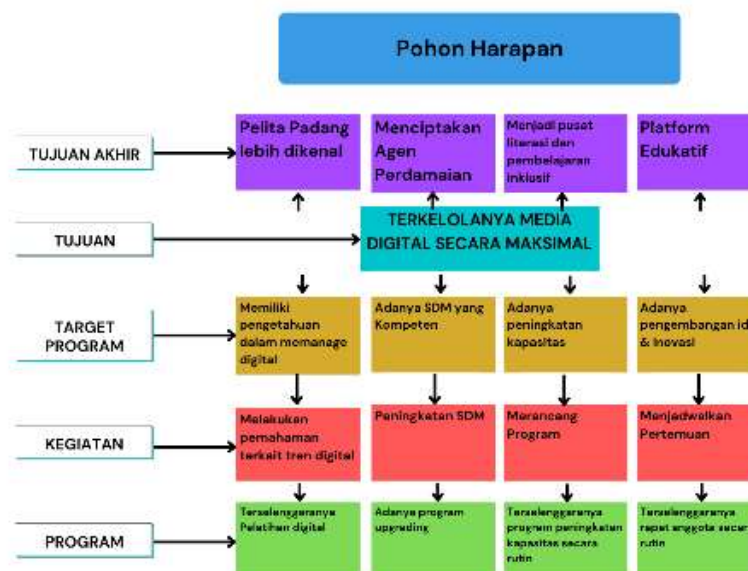 Pohon Harapan
TUJUAN AKHIR
Pelita Padang
lebih dikenal
Menciptakan
Agen
Perdamaian
Menjadi pusat
literasi dan
pembelajaran
inklusif
Platform
Edukatif
TUJUAN
TERKELOLANYA MEDIA
DIGITAL SECARA MAKSIMAL
TARGET
PROGRAM
Memiliki
pengetahuan
dalam memanage
digital
Adanya SDM yang
Kompeten
Adanya
peningkatan
kapasitas
Adanya
pengembangan id
& Inovasi
KEGIATAN
Melakukan
pemahaman
terkait tren digital
Peningkatan SDM
Merancang
Program
Menjadwalkan
Pertemuan
PROGRAM
Terselenggaranya
Pelatihan digital
Adanya program
upgrading
Terselenggaranya
program peningkatan
kapasitas secara
rutin
Terselenggaranya
rapat anggota secar
rutin